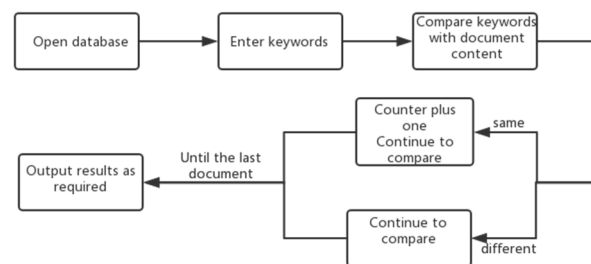 Open database
Enter keywords
Compare keywords
with document
content
Counter plus
one
Continue to
compare
same
Until the last
document
Output results as
required
Continue to
compare
different